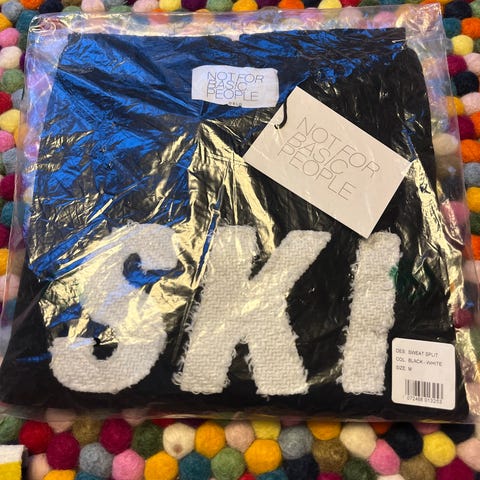 NOT FOR
BASIC
PEOPLE
NOT FOR
BASIC
PEOPLE
SKI
DES: SWEAT SPLIT
COL: BLACK-WHITE
SIZE: M